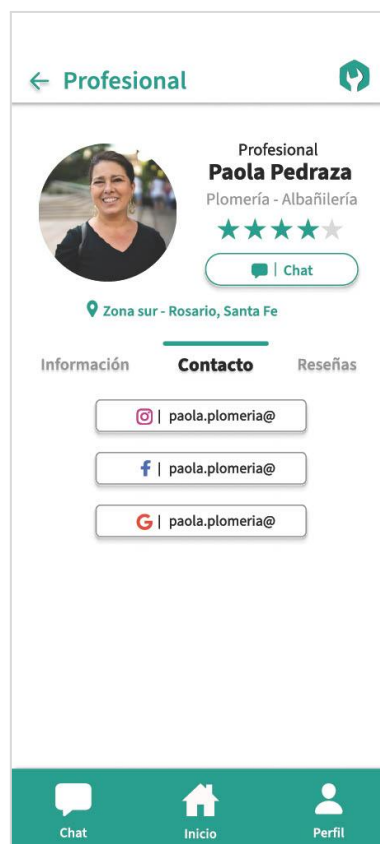 Profesional
Profesional
Paola Pedraza
Plomería - Albañilería
| Chat
Zona sur - Rosario, Santa Fe
Información Contacto Reseñas
| paola.plomeria@
f | paola.plomeria@
G | paola.plomeria@
Chat Inicio Perfil